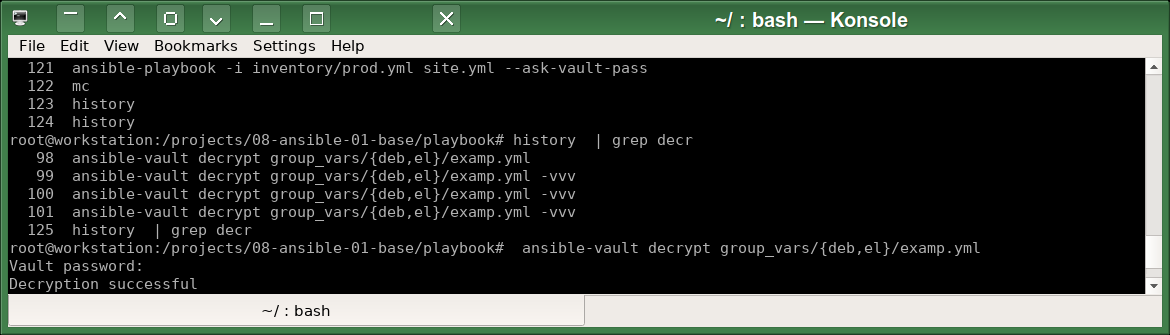 ~/ : bash — Konsole
File Edit View Bookmarks Settings Help
121 ansible-playbook -i inventory/prod.yml site.yml --ask-vault-pass
122 mc
123 history
124 history
root@workstation:/projects/08-ansible-01-base/playbook# history | grep decr
98 ansible-vault decrypt group_vars/{deb,el}/examp.yml
99 ansible-vault decrypt group_vars/{deb,el}/examp.yml -vvv
100 ansible-vault decrypt group_vars/{deb,el}/examp.yml -vvv
101 ansible-vault decrypt group_vars/{deb,el}/examp.yml -vvv
125 history | grep decr
root@workstation:/projects/08-ansible-01-base/playbook# ansible-vault decrypt group_vars/{deb,el}/examp.yml
Vault password:
Decryption successful
~/ : bash